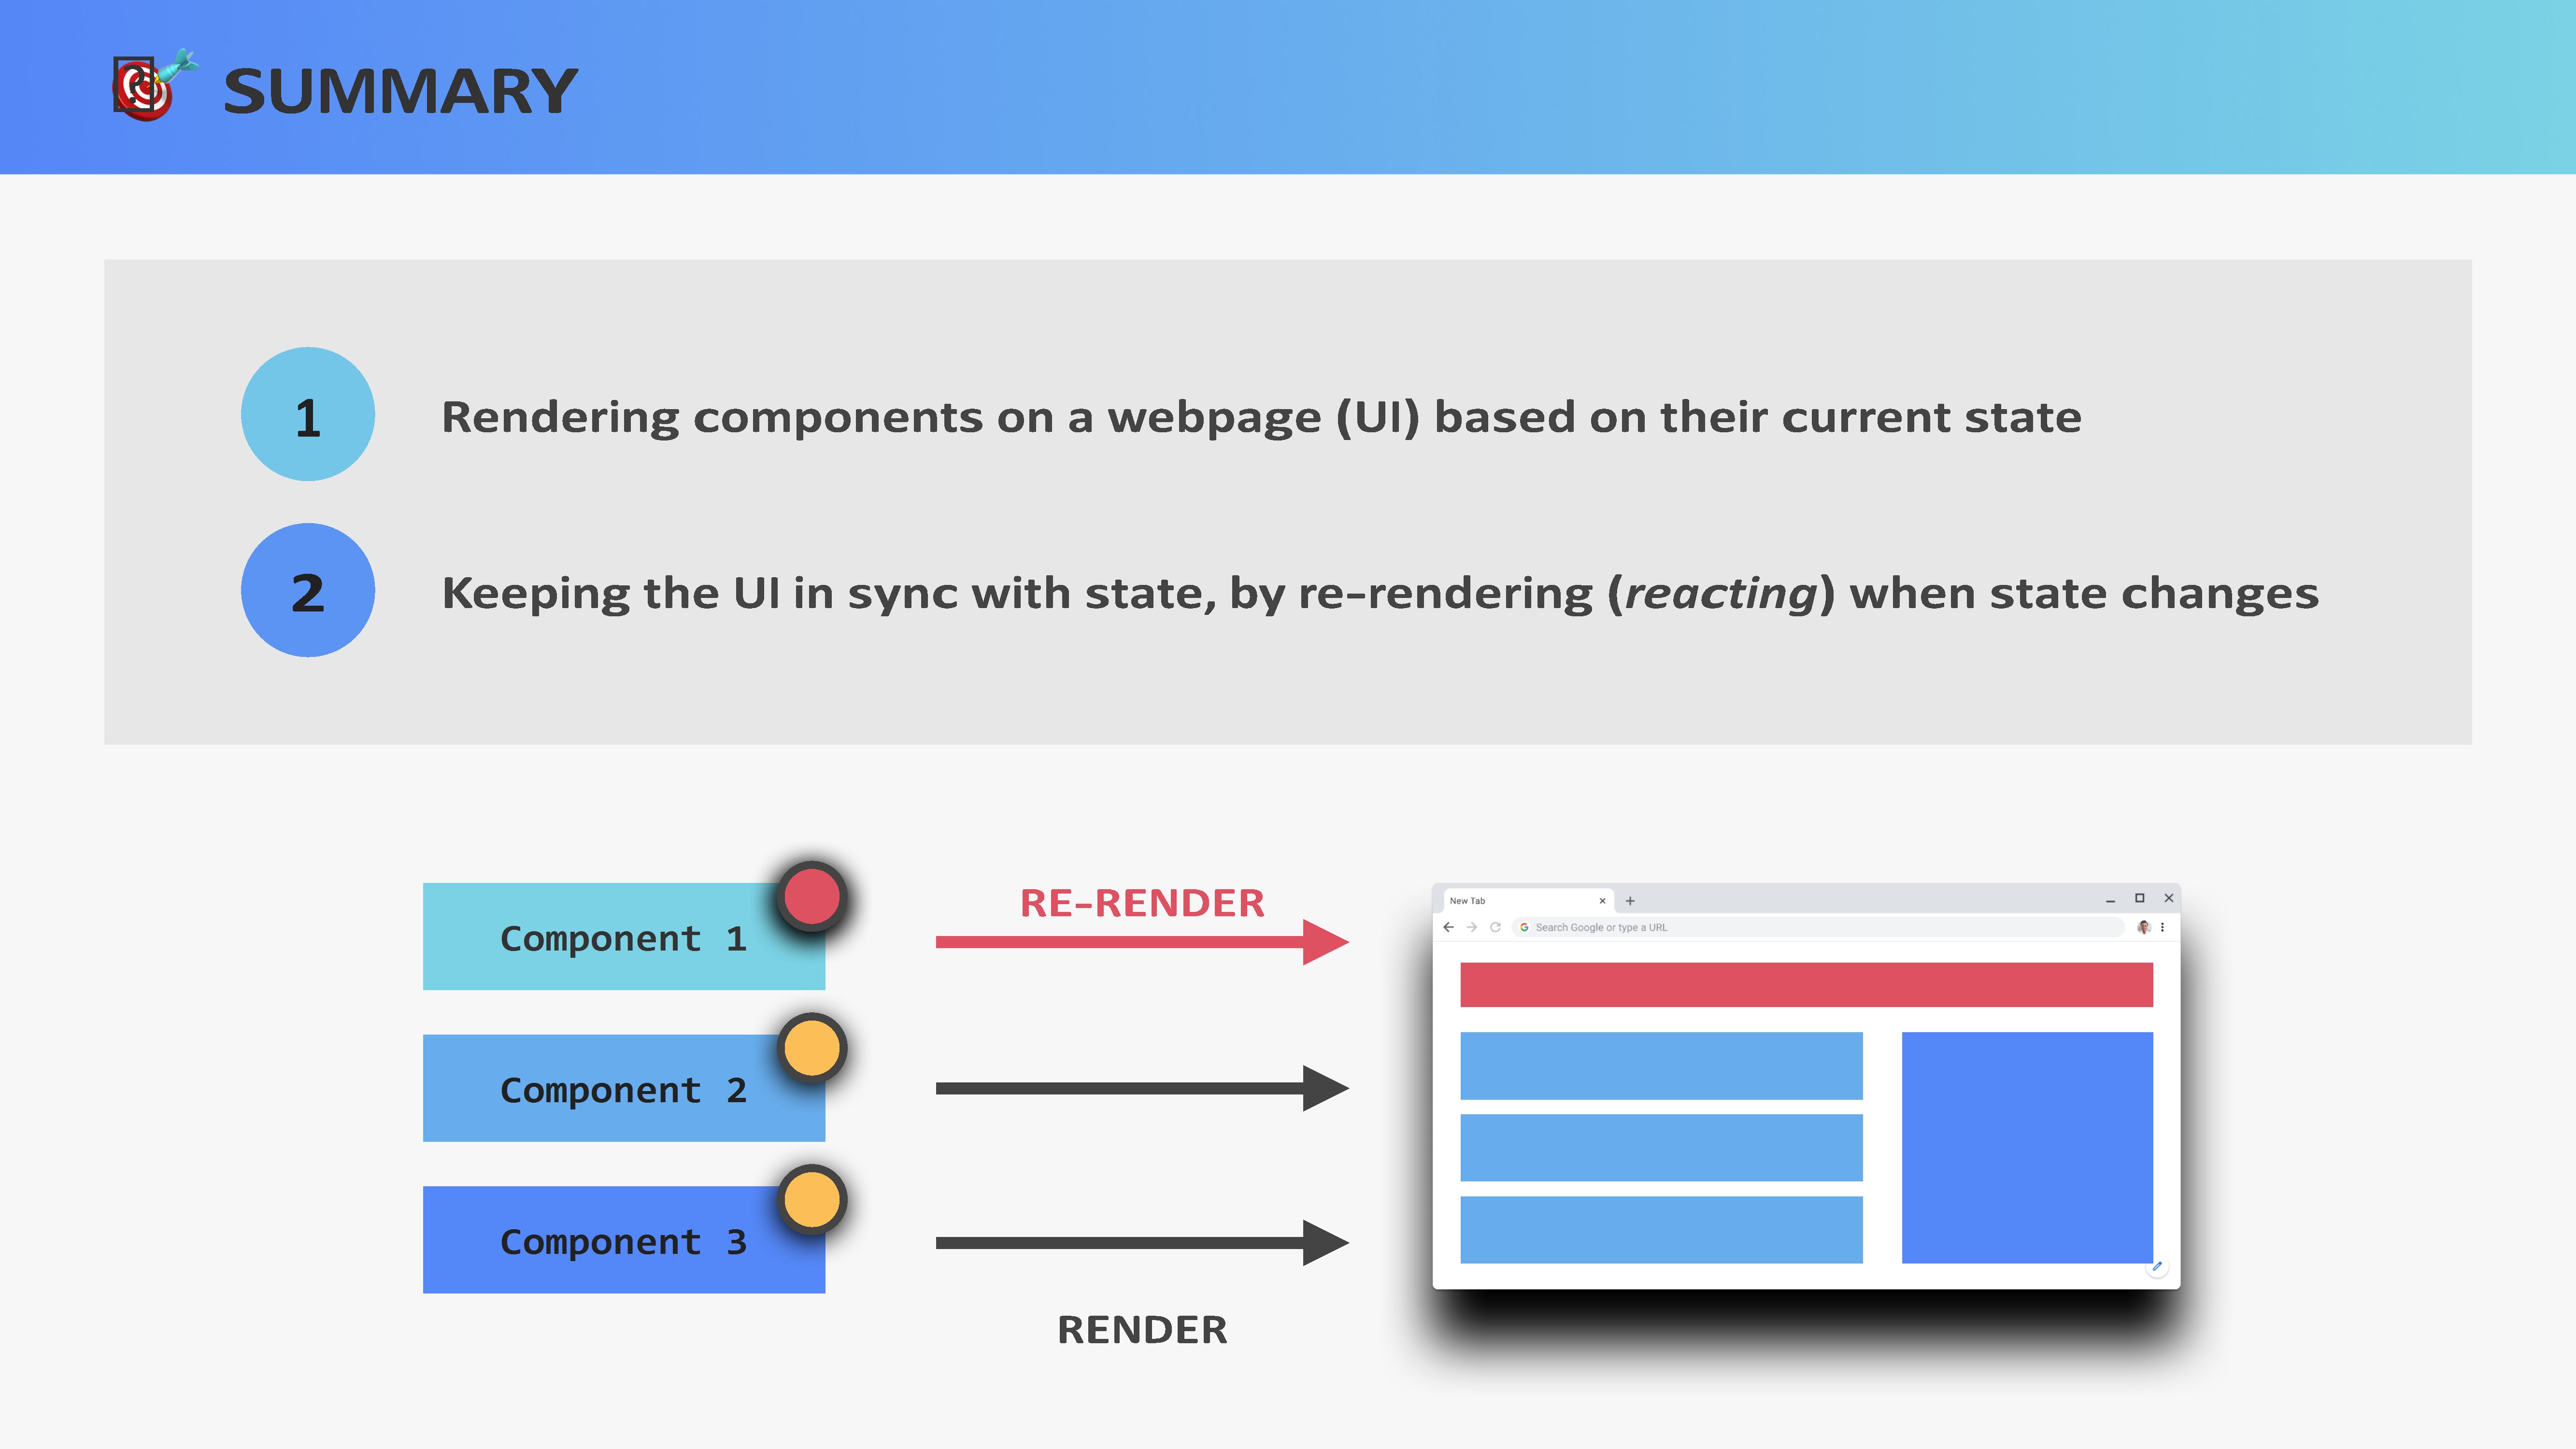 SUMMARY
1
Rendering components on a webpage (UI) based on their current state
2
Keeping the UI in sync with state, by re-rendering (reacting) when state changes
Component 1
RE-RENDER
Component 2
Component 3
RENDER
New Tab
Search Google or type a URL